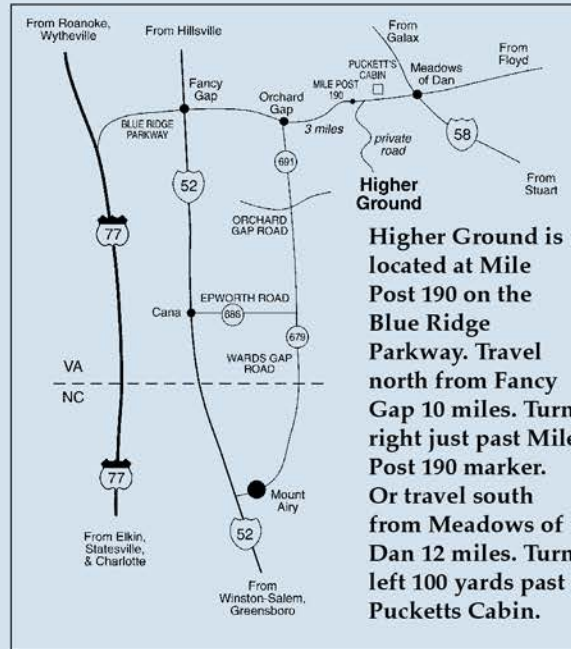 From Roanoke,
Wytheville
From Hillsville
From
Galax
From
Floyd
PUCKETT'S
CABIN
MILE POST
190
Meadows
of Dan
Fancy
Gap
Orchard
Gap
BLUE RIDGE
PARKWAY
3 miles
private
road
58
691
From
Stuart
Higher
Ground
52
ORCHARD
GAP ROAD
77
EPWORTH ROAD
Cana
686
679
WARDS GAP
ROAD
VA
NC
77
Mount
Airy
52
From Elkin,
Statesville,
& Charlotte
From
Winston-Salem,
Greensboro
Higher Ground is
located at Mile
Post 190 on the
Blue Ridge
Parkway. Travel
north from Fancy
Gap 10 miles. Turn
right just past Mile
Post 190 marker.
Or travel south
from Meadows of
Dan 12 miles. Turn
left 100 yards past
Pucketts Cabin.